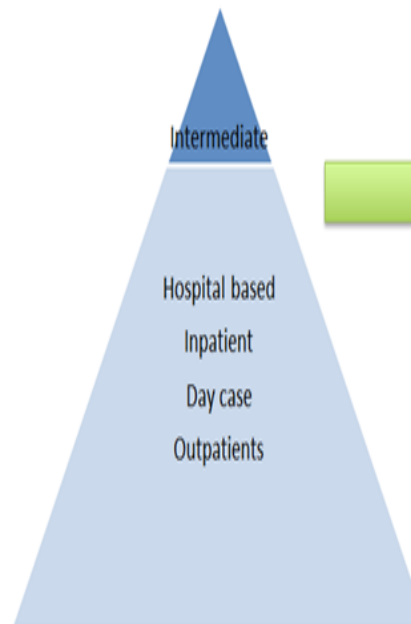 Intermediate
Hospital based
Inpatient
Day case
Outpatients